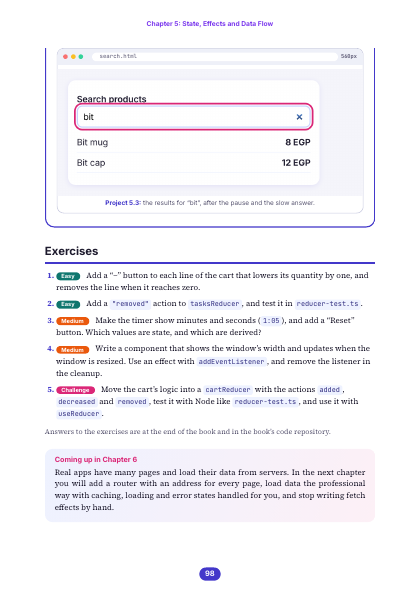 Chapter 5: State, Effects and Data Flow
search.html
560px
Search products
bit
×
Bit mug 8 EGP
Bit cap 12 EGP
Project 5.3: the results for “bit”, after the pause and the slow answer.
Exercises
1. Easy Add a “–” button to each line of the cart that lowers its quantity by one, and
removes the line when it reaches zero.
2. Easy Add a "removed" action to tasksReducer, and test it in reducer-test.ts.
3. Medium Make the timer show minutes and seconds (1:05), and add a “Reset”
button. Which values are state, and which are derived?
4. Medium Write a component that shows the window’s width and updates when the
window is resized. Use an effect with addEventListener, and remove the listener in
the cleanup.
5. Challenge Move the cart’s logic into a cartReducer with the actions added,
decreased and removed, test it with Node like reducer-test.ts, and use it with
useReducer.
Answers to the exercises are at the end of the book and in the book’s code repository.
Coming up in Chapter 6
Real apps have many pages and load their data from servers. In the next chapter
you will add a router with an address for every page, load data the professional
way with caching, loading and error states handled for you, and stop writing fetch
effects by hand.
98